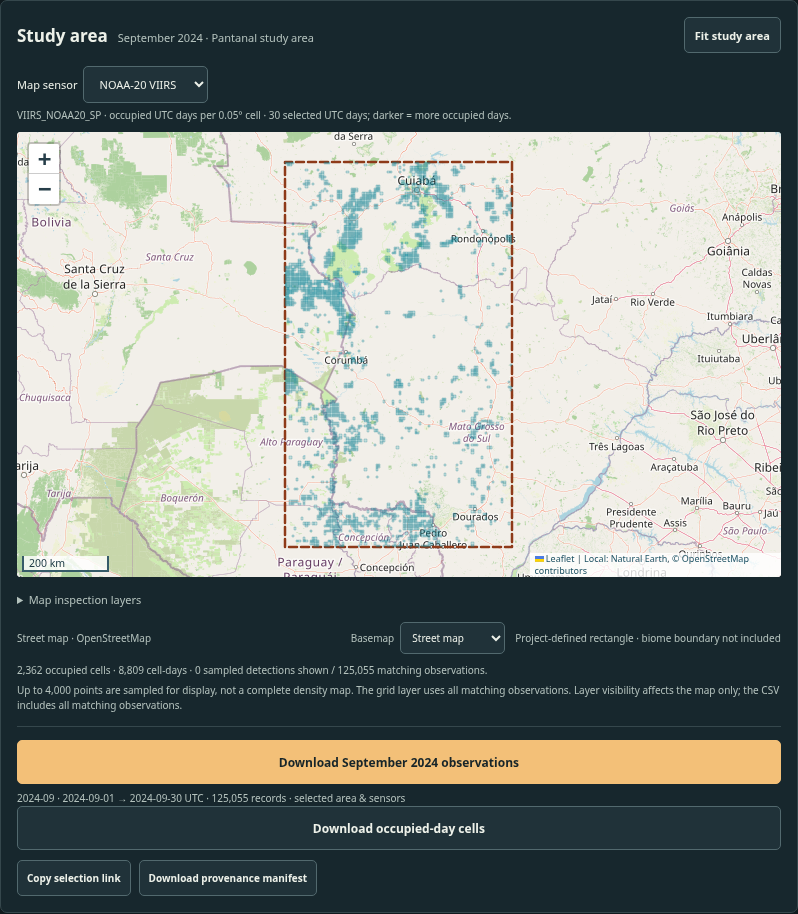 Study area September 2024 · Pantanal study area
Fit study area
Map sensor NOAA-20 VIIRS
VIIRS_NOAA20_SP · occupied UTC days per 0.05° cell · 30 selected UTC days; darker = more occupied days.
+
−
da Serra
Cuiabá
Bolivia
Goiás
Anápolis
Rondonópolis
Goiânia
Santa Cruz
Santa Cruz
de la Sierra
Caldas
Novas
Jataí
Rio Verde
Itumbiara
Corumbá
Ituiutaba
Chuquisaca
São José do
Rio Preto
Mato Grosso
do Sul
Alto Paraguay
Três Lagoas
Araçatuba
Tarija
Boquerón
Marília
Bauru
Presidente
Prudente
Assis
Dourados
São Paulo
Concepción
Pedro
Juan Caballero
Paraguay /
Paraguái
Concepción
Londrina
200 km
Leaflet | Local: Natural Earth, © OpenStreetMap
contributors
▶ Map inspection layers
Street map · OpenStreetMap
Basemap Street map
Project-defined rectangle · biome boundary not included
2,362 occupied cells · 8,809 cell-days · 0 sampled detections shown / 125,055 matching observations.
Up to 4,000 points are sampled for display, not a complete density map. The grid layer uses all matching observations. Layer visibility affects the map only; the CSV
includes all matching observations.
Download September 2024 observations
2024-09 · 2024-09-01 → 2024-09-30 UTC · 125,055 records · selected area & sensors
Download occupied-day cells
Copy selection link
Download provenance manifest